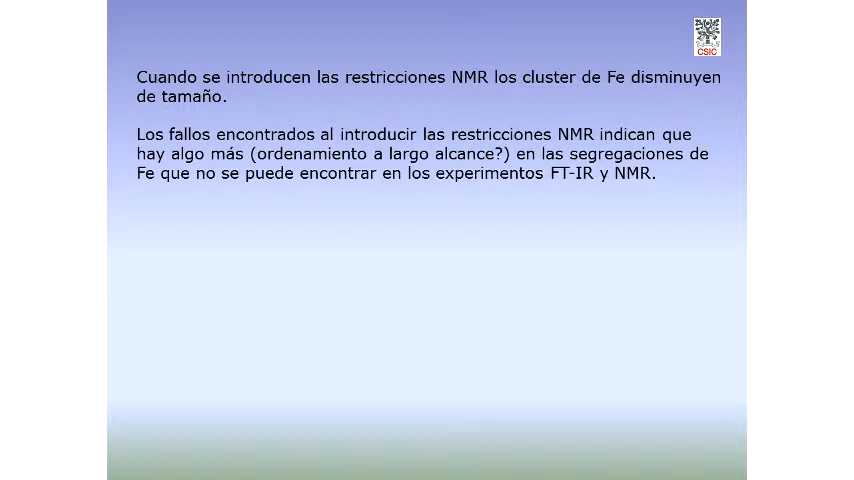 CSIC
Cuando se introducen las restricciones NMR los cluster de Fe disminuyen
de tamaño.
Los fallos encontrados al introducir las restricciones NMR indican que
hay algo más (ordenamiento a largo alcance?) en las segregaciones de
Fe que no se puede encontrar en los experimentos FT-IR y NMR.